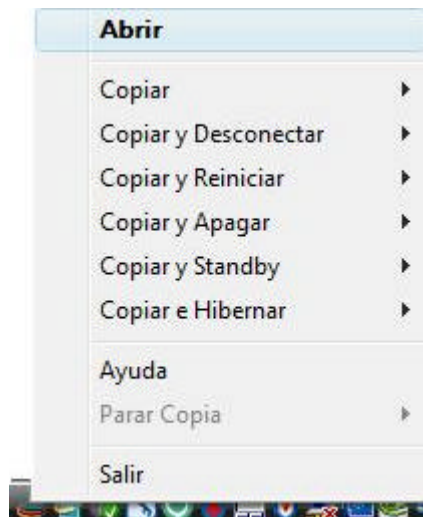 Abrir
Copiar
Copiar y Desconectar
Copiar y Reiniciar
Copiar y Apagar
Copiar y Standby
Copiar e Hibernar
Ayuda
Parar Copia
Salir